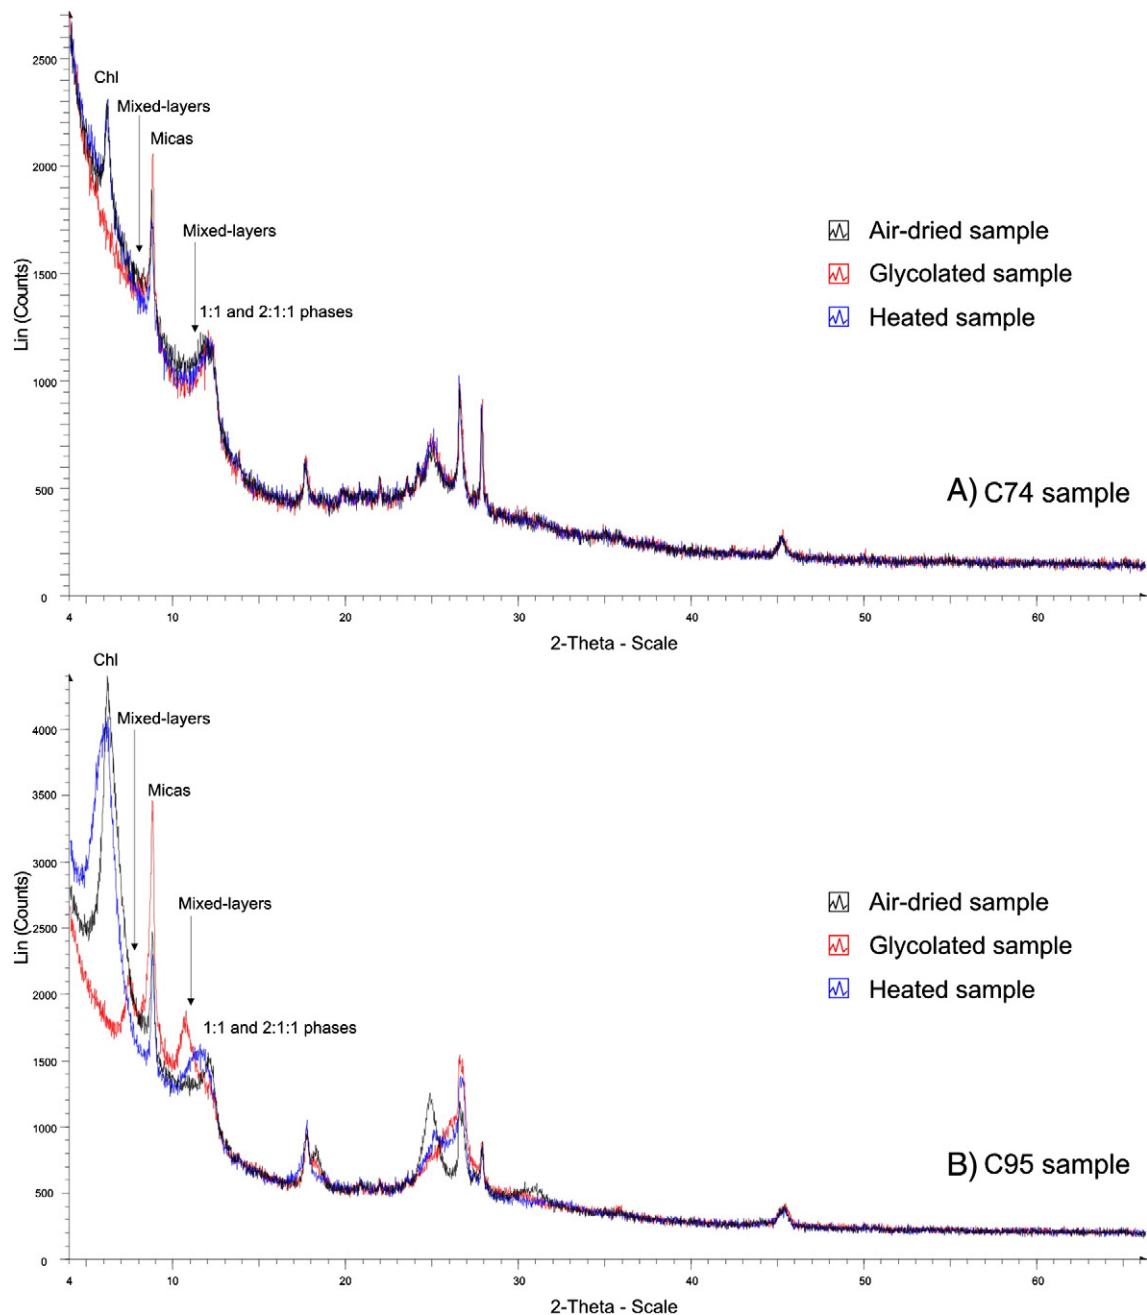 2500
Chl
Mixed-layers
Micas
2000
Mixed-layers
Air-dried sample
Glycolated sample
1500
1:1 and 2:1:1 phases
Heated sample
Lin (Counts)
1000
500
A) C74 sample
0
4 10 20 30 40 50 60
2-Theta - Scale
Chl
Mixed-layers
4000
Micas
3500
3000
Mixed-layers
Air-dried sample
Lin (Counts)
2500
Glycolated sample
2000
Heated sample
1:1 and 2:1:1 phases
1500
1000
B) C95 sample
500
0
4 10 20 30 40 50 60
2-Theta - Scale